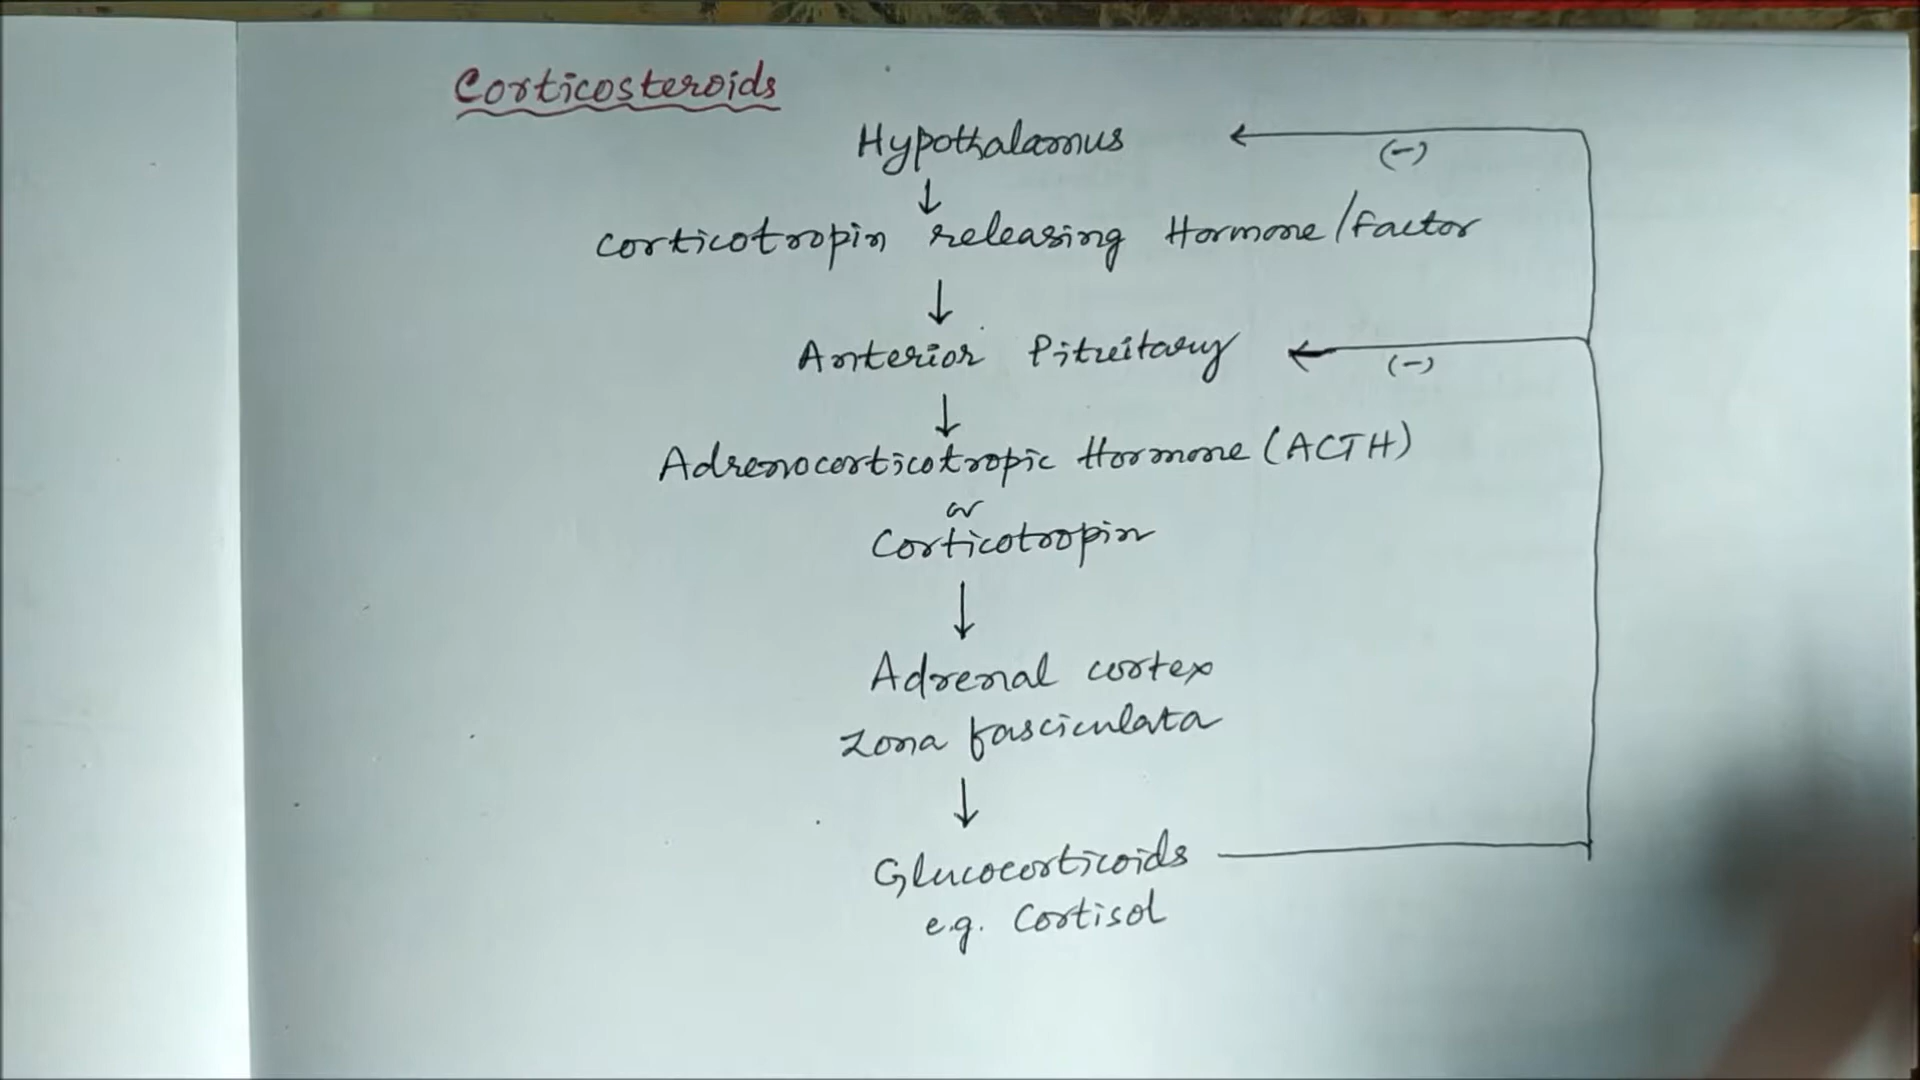 Corticosteroids
Hypothalamus
(-)
corticotropin releasing Hormone/factor
Anterior Pituitary
(-)
Adrenocorticotropic Hormone (ACTH)
or
Corticotropin
Adrenal cortex
zona fasciculata
Glucocorticoids
e.g. Cortisol